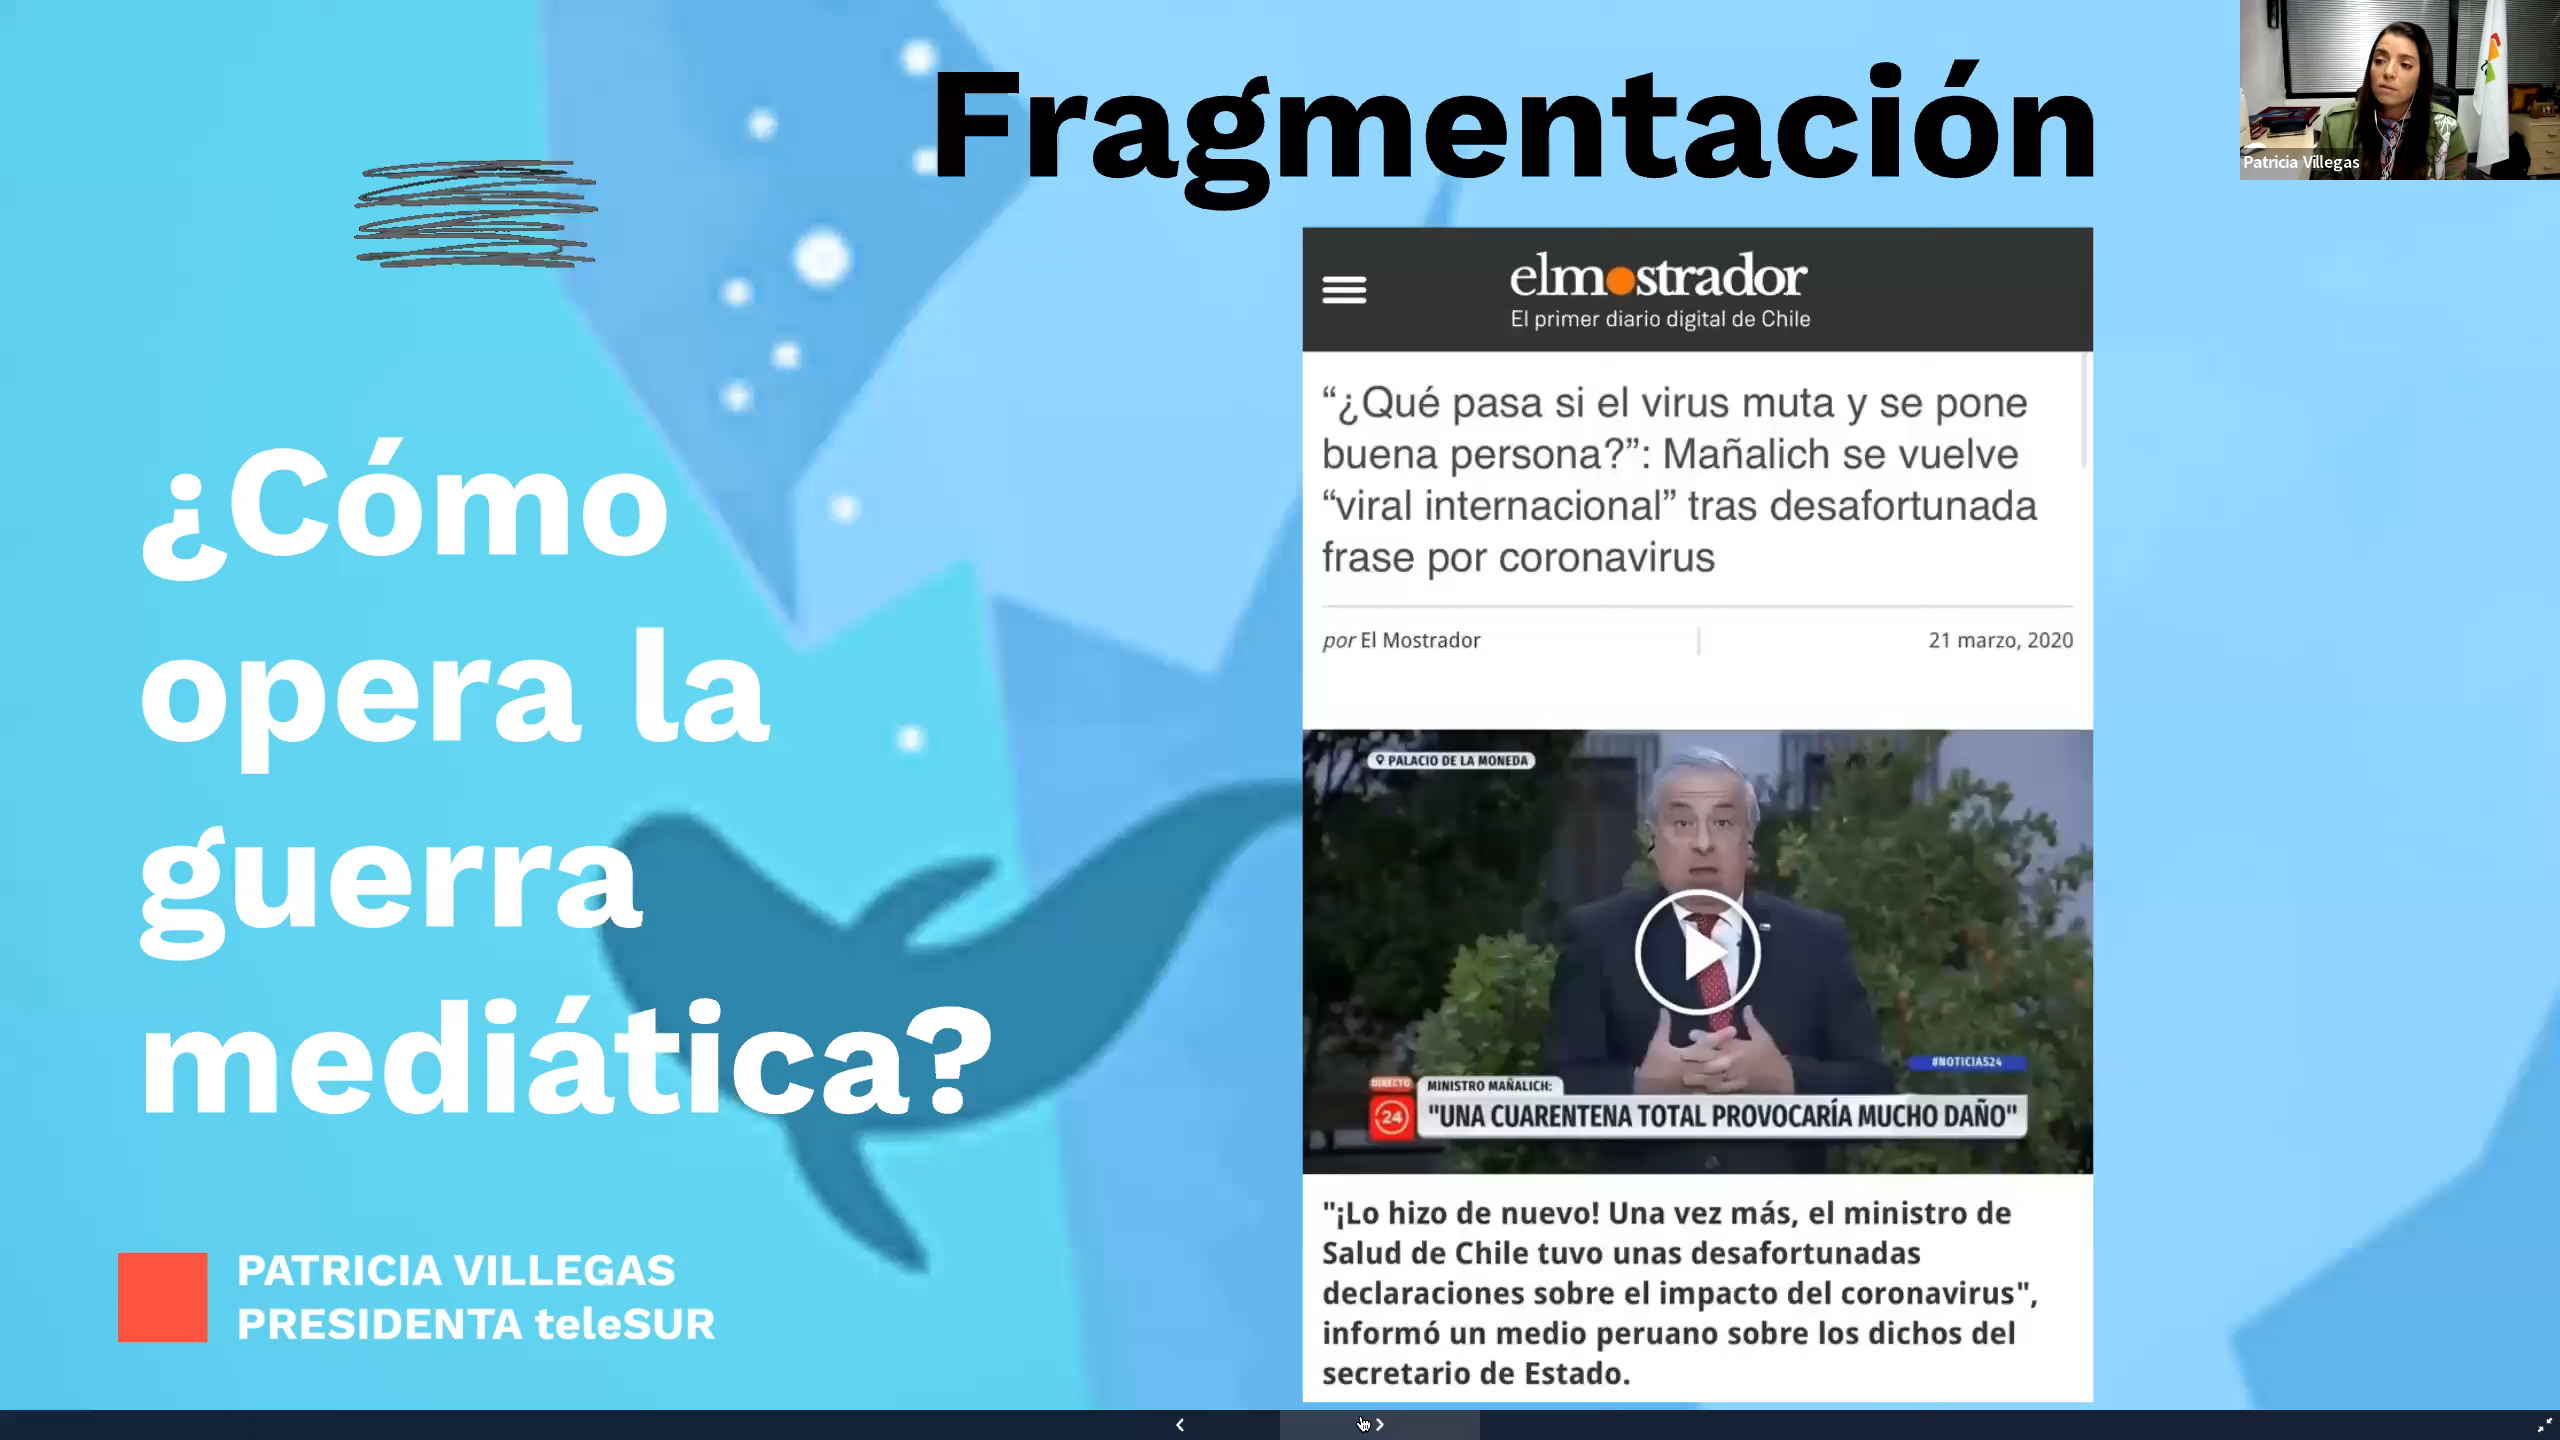 Fragmentación
Patricia Villegas
¿Cómo
opera la
guerra
mediática?
PATRICIA VILLEGAS
PRESIDENTA teleSUR
elmostrador
El primer diario digital de Chile
“¿Qué pasa si el virus muta y se pone
buena persona?”: Mañalich se vuelve
“viral internacional” tras desafortunada
frase por coronavirus
por El Mostrador
21 marzo, 2020
PALACIO DE LA MONEDA
#NOTICIAS24
DIRECTO
MINISTRO MAÑALICH:
24
"UNA CUARENTENA TOTAL PROVOCARÍA MUCHO DAÑO"
"¡Lo hizo de nuevo! Una vez más, el ministro de
Salud de Chile tuvo unas desafortunadas
declaraciones sobre el impacto del coronavirus",
informó un medio peruano sobre los dichos del
secretario de Estado.